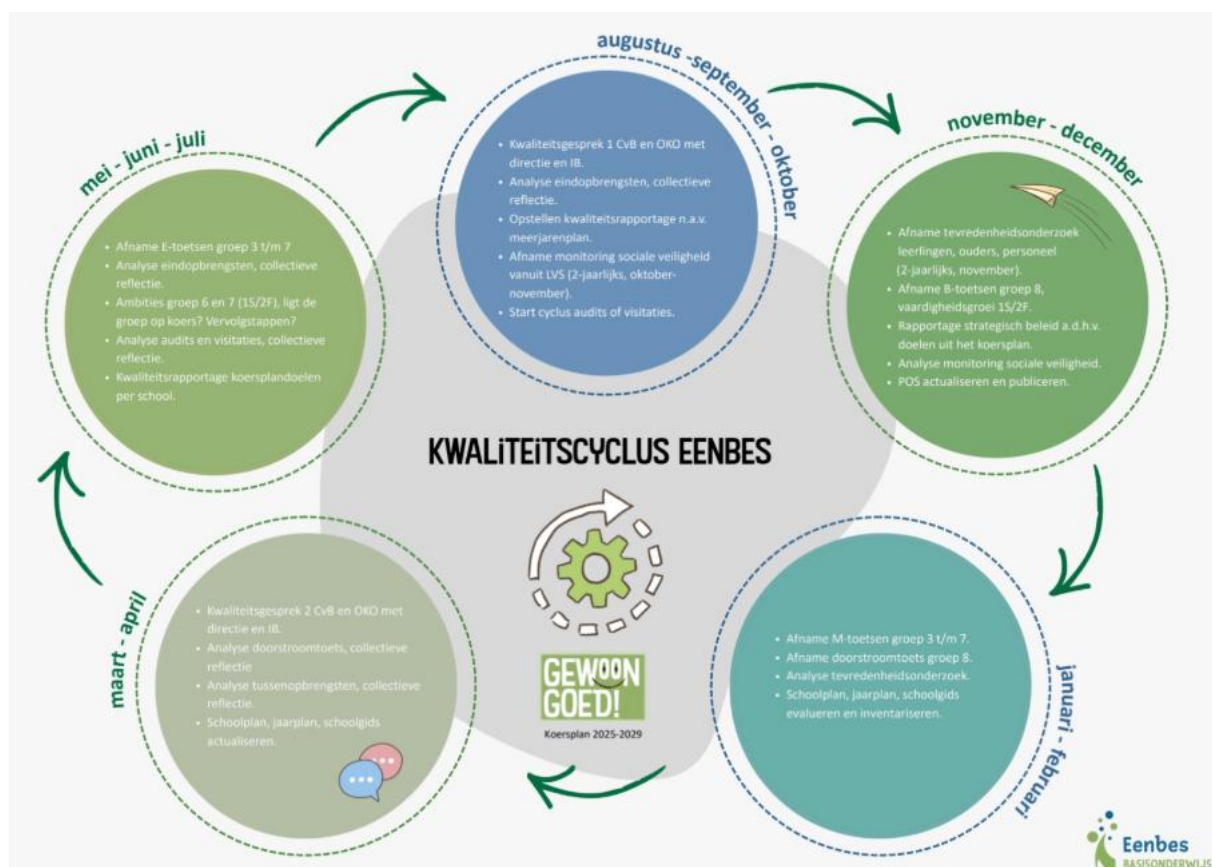 augustus -september - oktober
• Kwaliteitsgesprek 1 CvB en OKO met
directie en IB.
• Analyse eindopbrengsten, collectieve
reflectie.
• Opstellen kwaliteitsrapportage n.a.v.
meerjarenplan.
• Afname monitoring sociale veiligheid
vanuit LVS (2-jaarlijks, oktober-
november).
• Start cyclus audits of visitaties.
november - december
• Afname tevredenheidsonderzoek
leerlingen, ouders, personeel
(2-jaarlijks, november).
• Afname B-toetsen groep 8,
vaardigheidsgroei 1S/2F.
• Rapportage strategisch beleid a.d.h.v.
doelen uit het koersplan.
• Analyse monitoring sociale veiligheid.
• POS actualiseren en publiceren.
januari - februari
• Afname M-toetsen groep 3 t/m 7.
• Afname doorstroomtoets groep 8.
• Analyse tevredenheidsonderzoek.
• Schoolplan, jaarplan, schoolgids
evalueren en inventariseren.
maart - april
• Kwaliteitsgesprek 2 CvB en OKO met
directie en IB.
• Analyse doorstroomtoets, collectieve
reflectie
• Analyse tussenopbrengsten, collectieve
reflectie.
• Schoolplan, jaarplan, schoolgids
actualiseren.
mei - juni - juli
• Afname E-toetsen groep 3 t/m 7
• Analyse eindopbrengsten, collectieve
reflectie.
• Ambities groep 6 en 7 (1S/2F), ligt de
groep op koers? Vervolgstappen?
• Analyse audits en visitaties, collectieve
reflectie.
• Kwaliteitsrapportage koersplandoelen
per school.
KWALITEITSCYCLUS EENBES
GEWOON
GOED!
Koersplan 2025-2029
Eenbes
BASISONDERWIJS